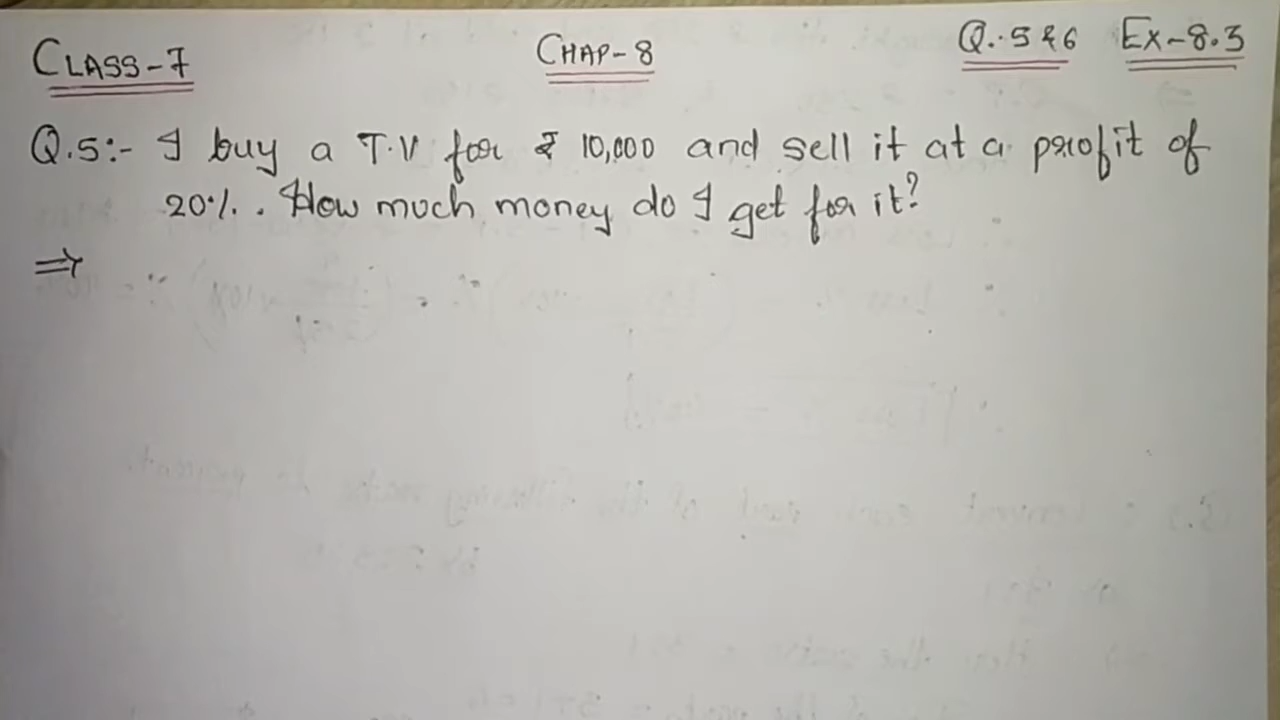 CLASS-7 CHAP-8 Q.5&6 Ex-8.3
Q.5:- I buy a T.V for ₹ 10,000 and sell it at a profit of
20%. How much money do I get for it?
⇒